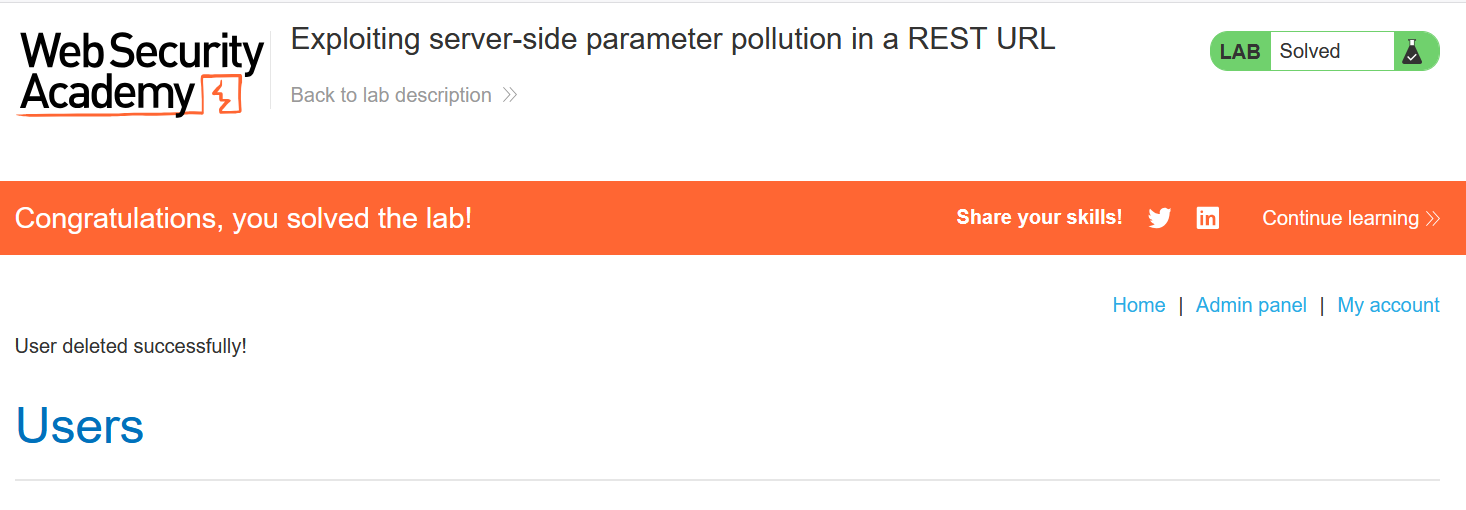 Web Security
Academy
Exploiting server-side parameter pollution in a REST URL
Back to lab description
LAB Solved
Congratulations, you solved the lab!
Share your skills!
Continue learning
Home | Admin panel | My account
User deleted successfully!
Users